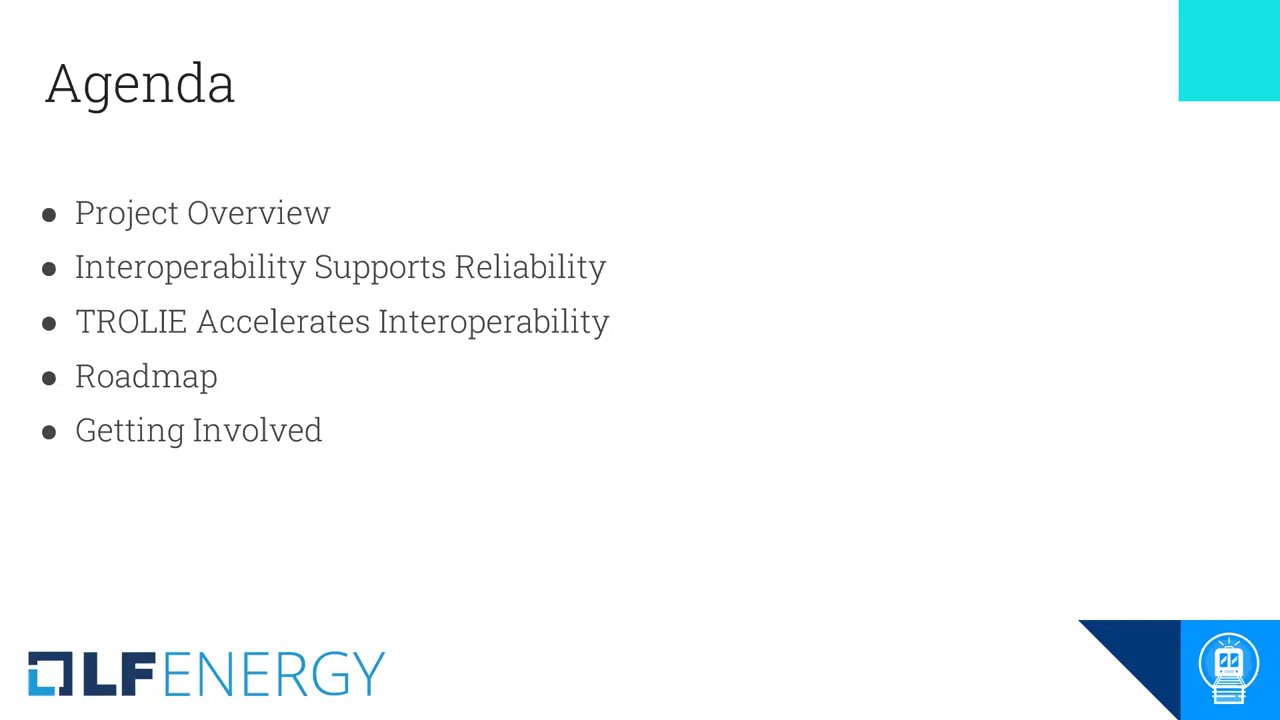 Agenda
● Project Overview
● Interoperability Supports Reliability
● TROLIE Accelerates Interoperability
● Roadmap
● Getting Involved
LFENERGY